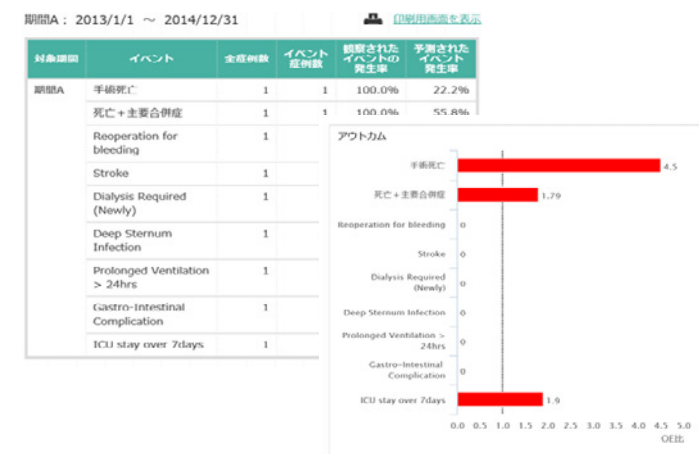 期間A： 2013/1/1 ～ 2014/12/31
印刷用画面を表示
対象期間 イベント 全症例数 イベント症例数 観察されたイベントの発生率 予測されたイベント発生率
期間A 手術死亡 1 1 100.0% 22.2%
死亡＋主要合併症 1 1 100.0% 55.8%
Reoperation for
bleeding 1
Stroke 1
Dialysis Required
(Newly) 1
Deep Sternum
Infection 1
Prolonged Ventilation
> 24hrs 1
Gastro-Intestinal
Complication 1
ICU stay over 7days 1
アウトカム
手術死亡 4.5
死亡＋主要合併症 1.79
Reoperation for bleeding 0
Stroke 0
Dialysis Required
(Newly) 0
Deep Sternum Infection 0
Prolonged Ventilation >
24hrs 0
Gastro-Intestinal
Complication 0
ICU stay over 7days 1.9
0.0 0.5 1.0 1.5 2.0 2.5 3.0 3.5 4.0 4.5 5.0
OE比